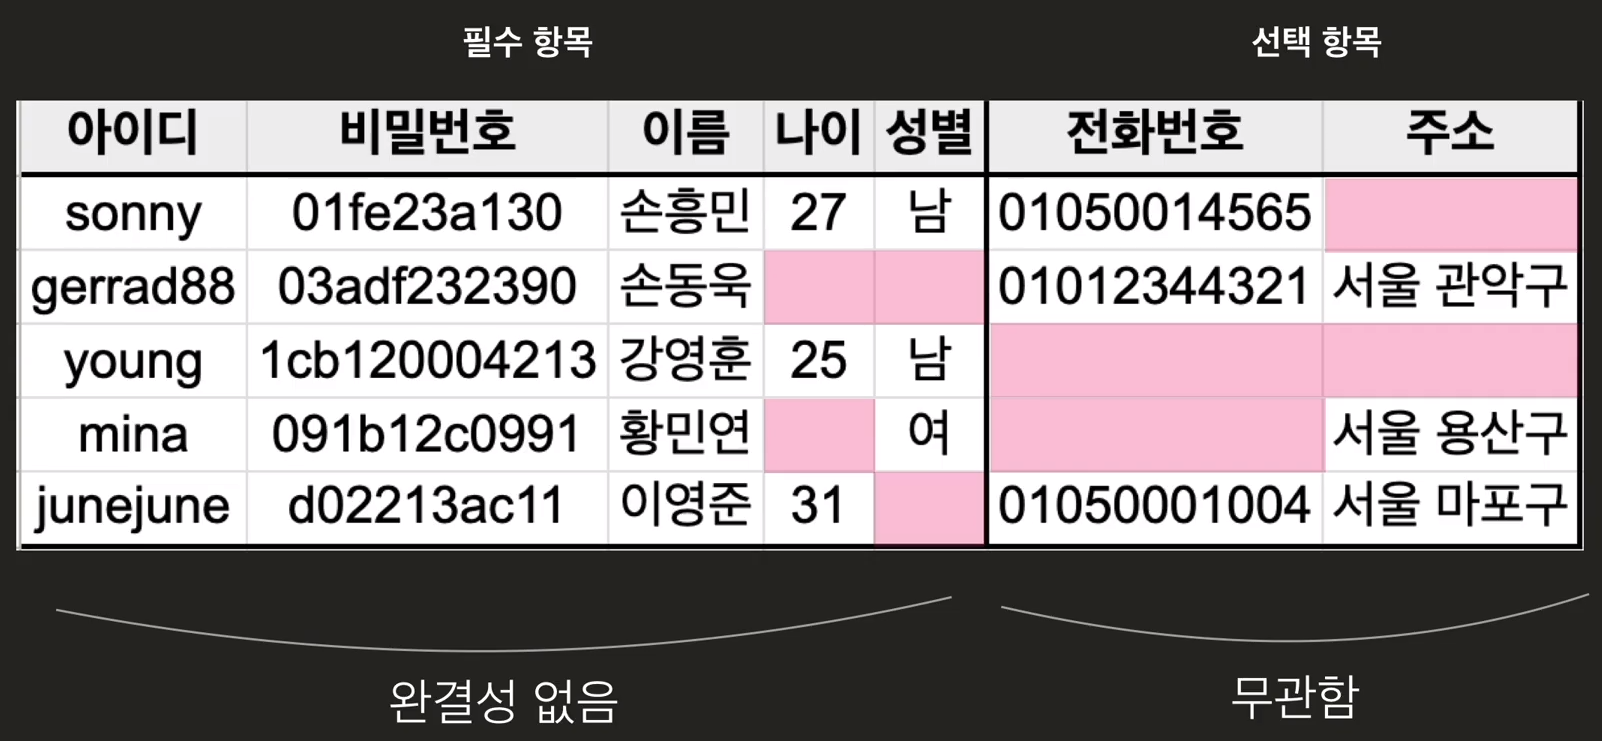 필수 항목 선택 항목
아이디 비밀번호 이름 나이 성별 전화번호 주소
sonny 01fe23a130 손흥민 27 남 01050014565
gerrad88 03adf232390 손동욱 01012344321 서울 관악구
young 1cb120004213 강영훈 25 남
mina 091b12c0991 황민연 여 서울 용산구
junejune d02213ac11 이영준 31 01050001004 서울 마포구
완결성 없음 무관함